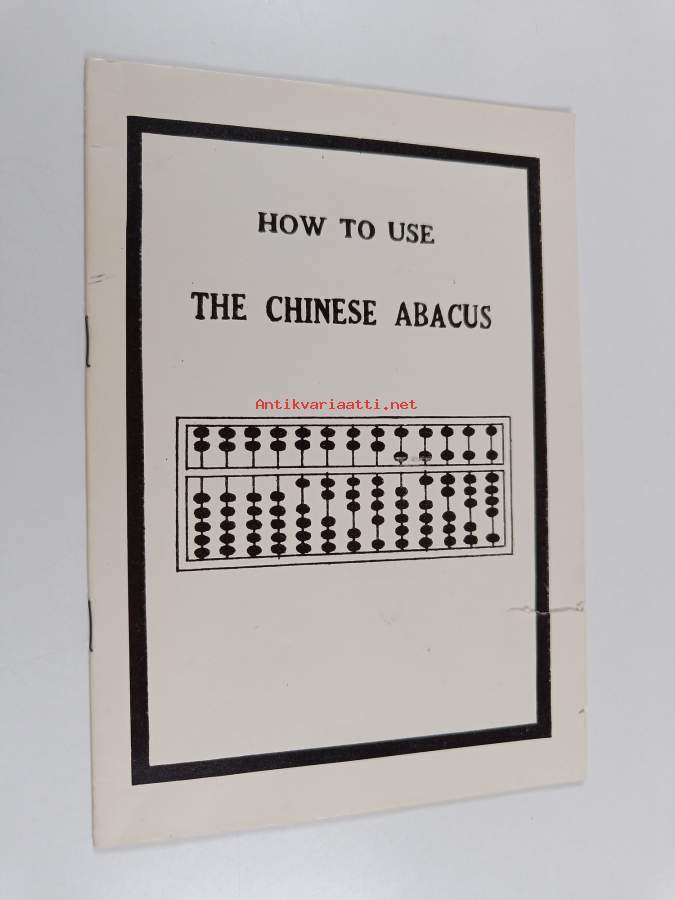 HOW TO USE
THE CHINESE ABACUS
Antikvariaatti.net